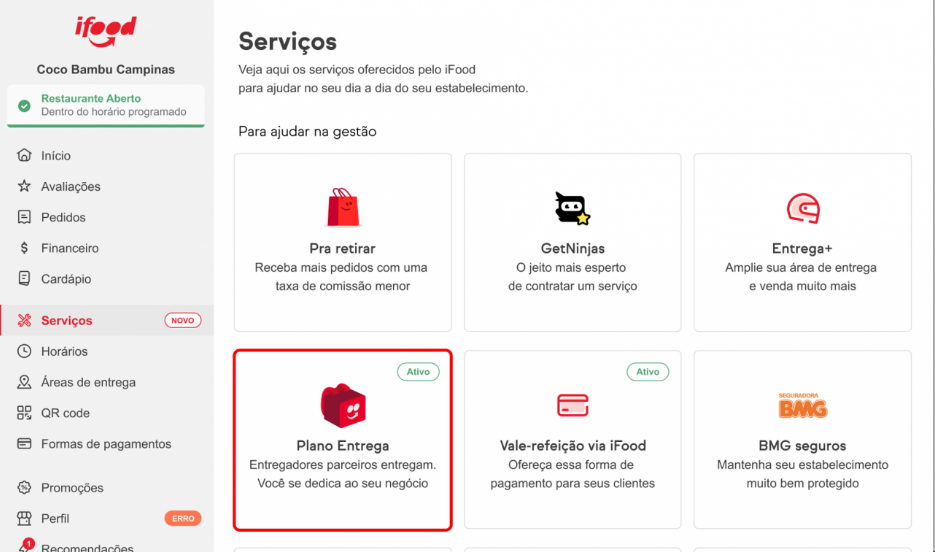 ifood
Coco Bambu Campinas
Restaurante Aberto
Dentro do horário programado
Início
Avaliações
Pedidos
Financeiro
Cardápio
Serviços NOVO
Horários
Áreas de entrega
QR code
Formas de pagamentos
Promoções
Perfil ERRO
1
Recomendações
Serviços
Veja aqui os serviços oferecidos pelo iFood
para ajudar no seu dia a dia do seu estabelecimento.
Para ajudar na gestão
Pra retirar
Receba mais pedidos com uma
taxa de comissão menor
GetNinjas
O jeito mais esperto
de contratar um serviço
Entrega+
Amplie sua área de entrega
e venda muito mais
Ativo
Plano Entrega
Entregadores parceiros entregam.
Você se dedica ao seu negócio
Ativo
Vale-refeição via iFood
Ofereça essa forma de
pagamento para seus clientes
SEGURADORA
BMG
BMG seguros
Mantenha seu estabelecimento
muito bem protegido